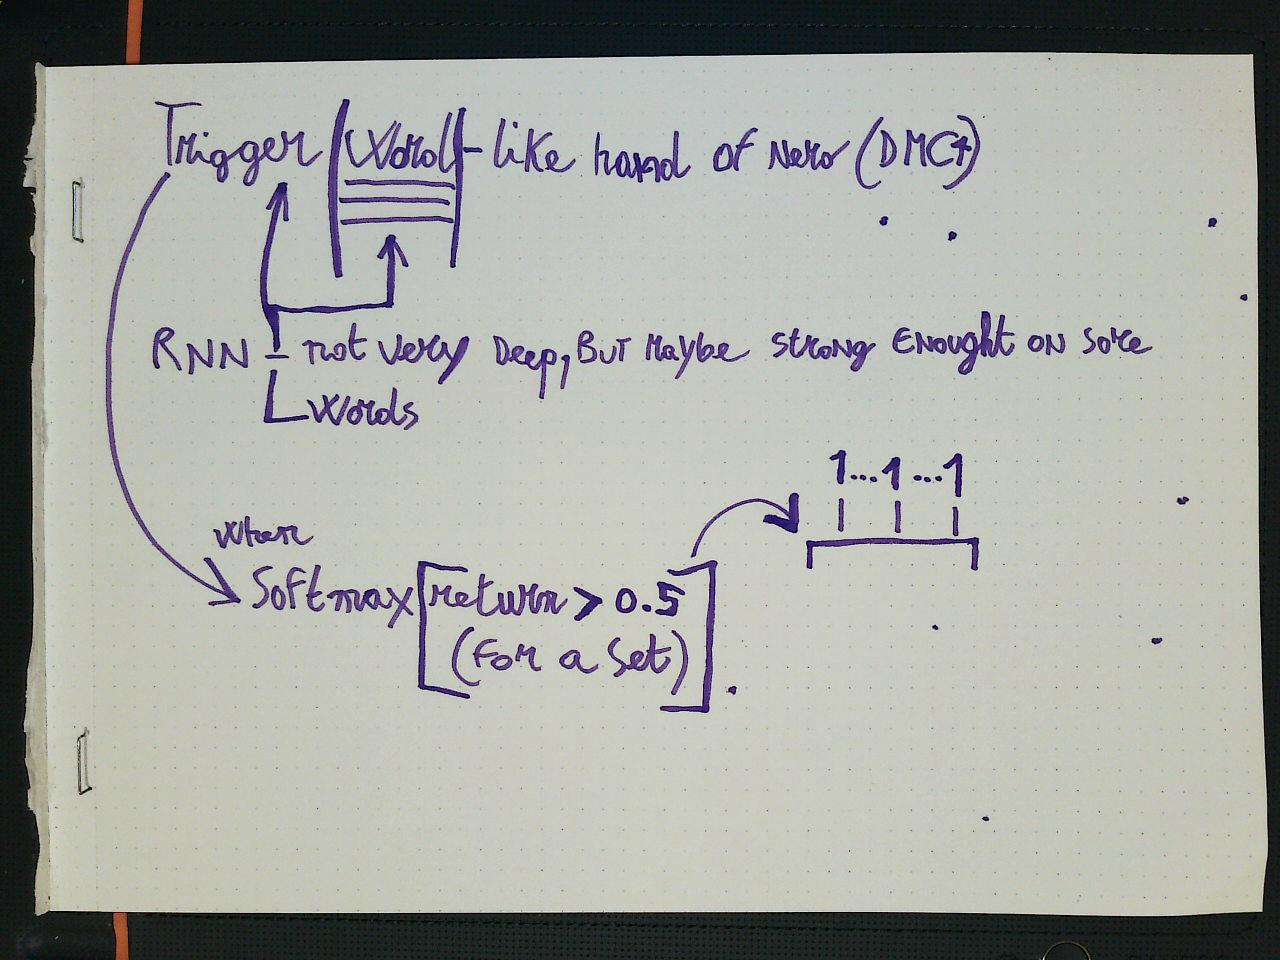 Trigger Word - like hand of Nero (DMC4)
RNN - not very Deep, But Maybe strong Enought on some
words
1...1...1
when
Softmax [return > 0.5
(For a Set)]